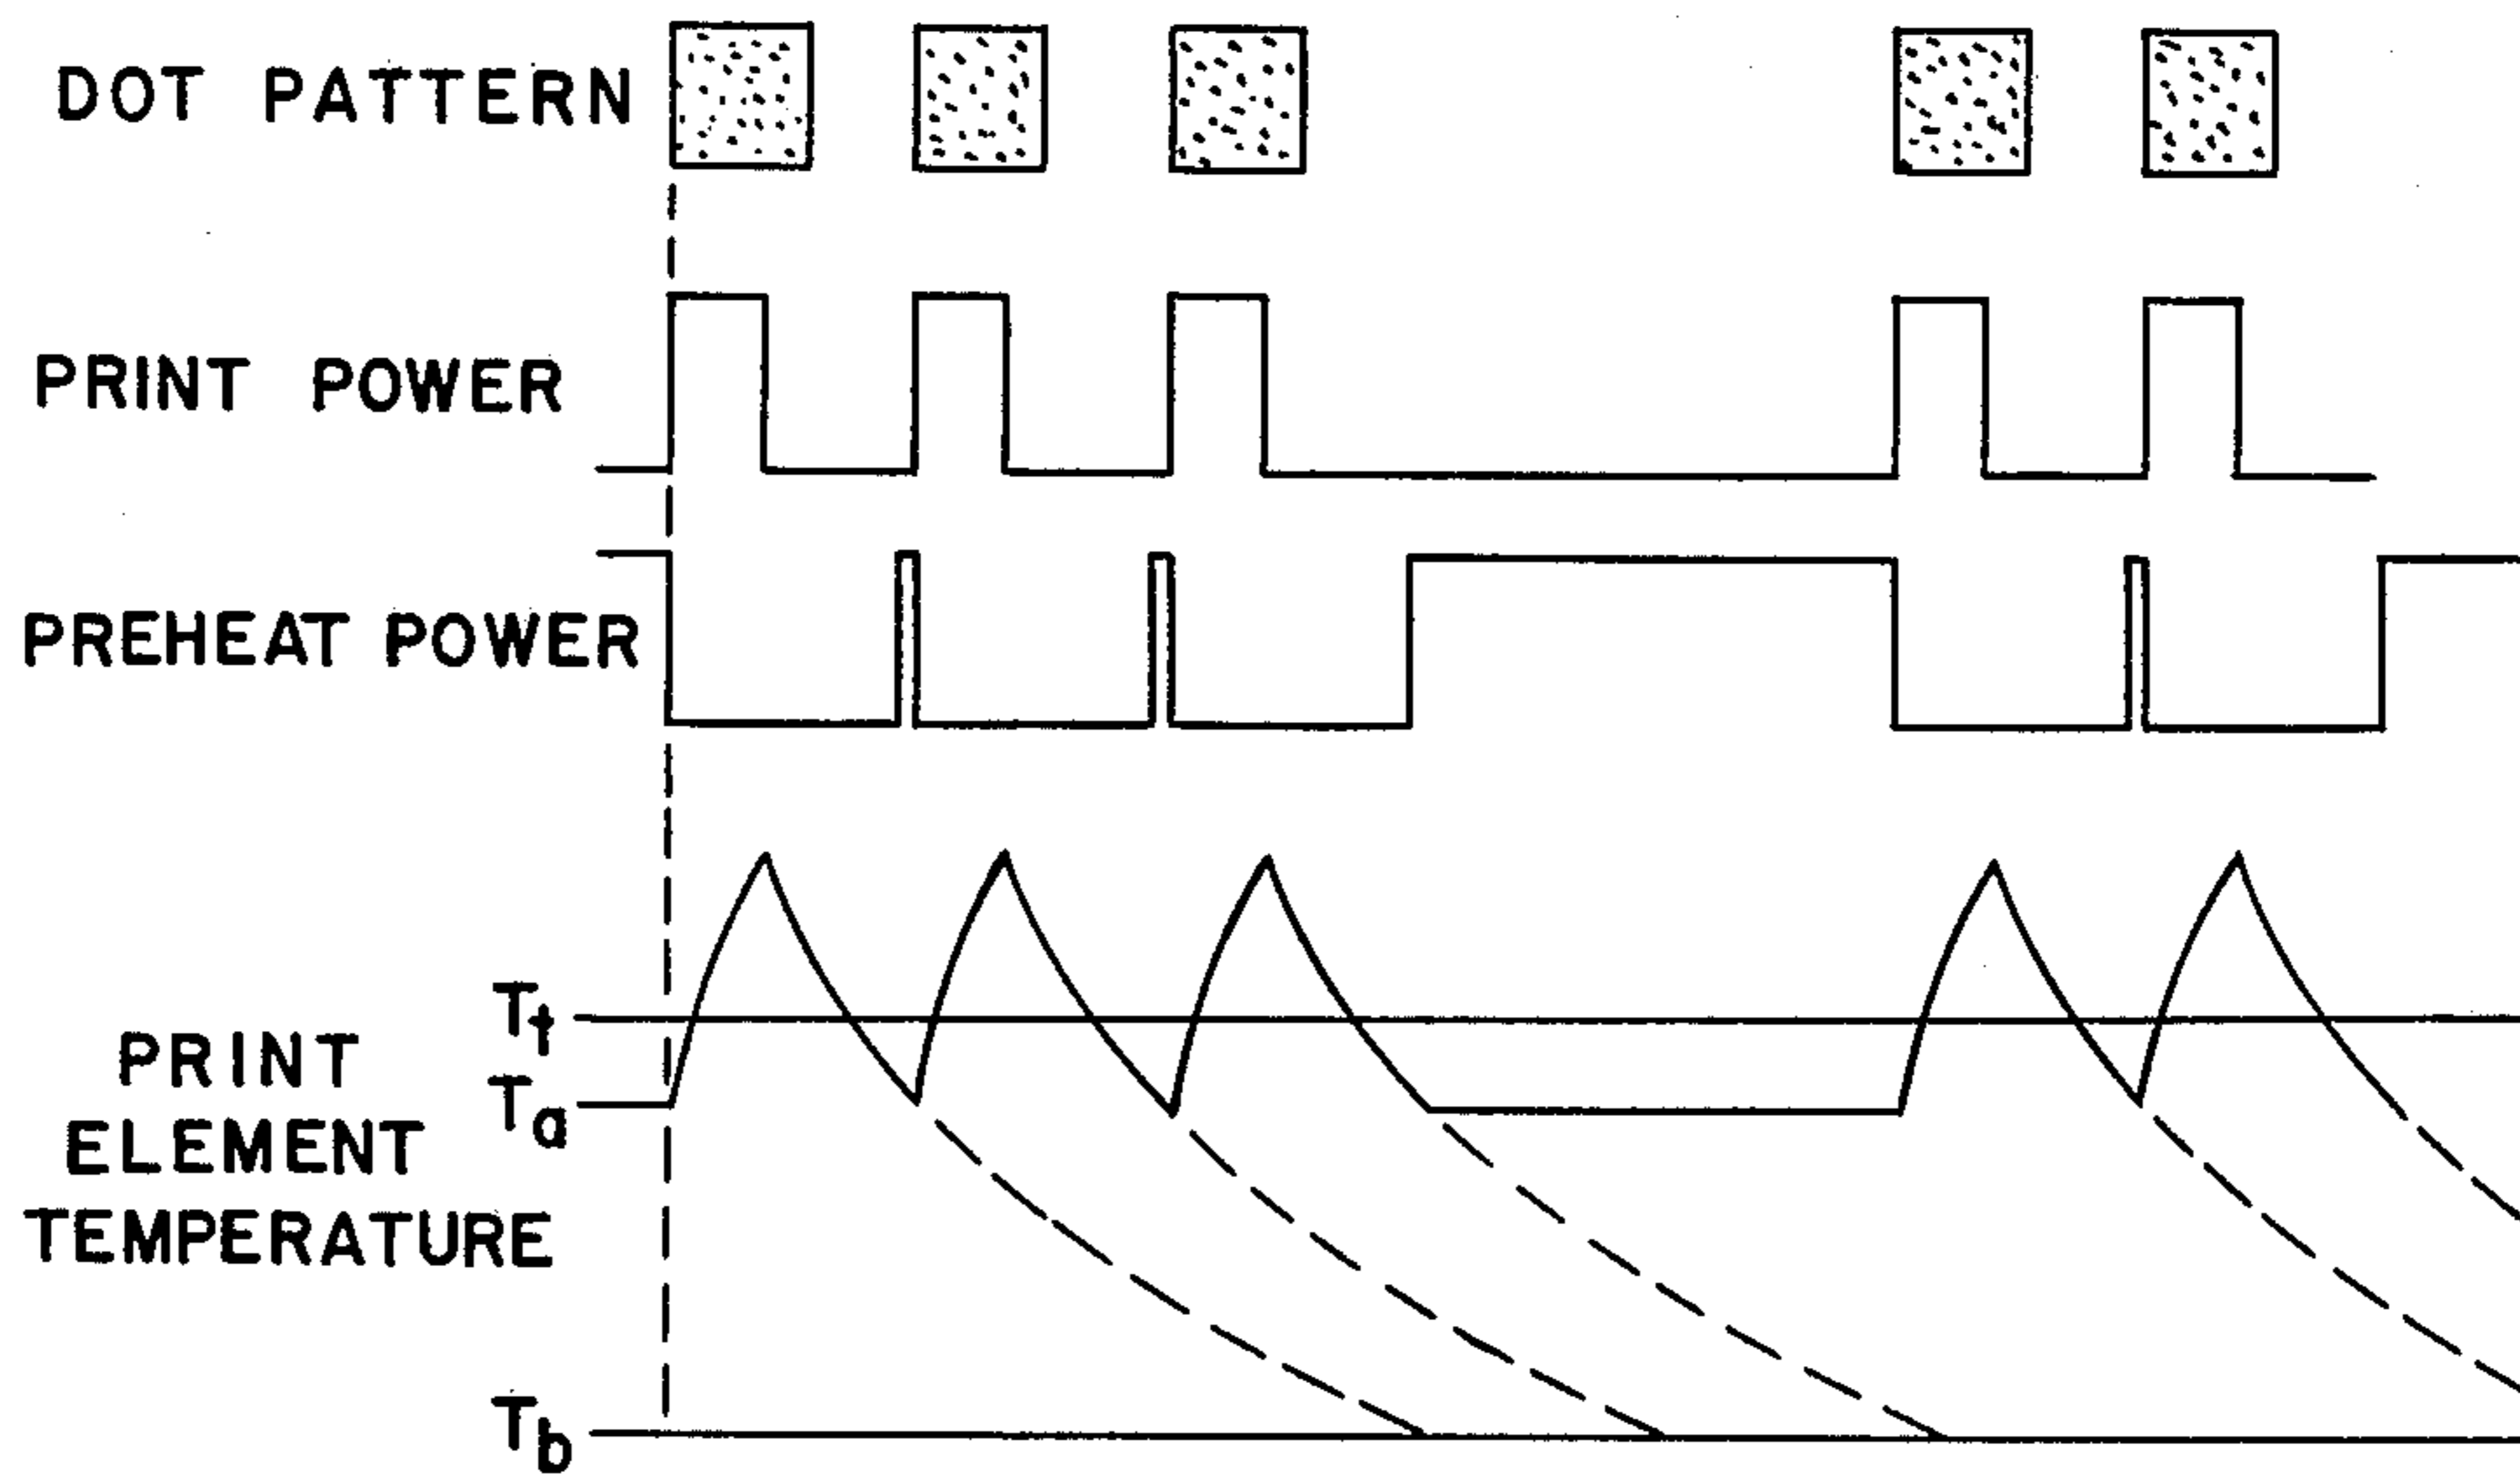 DOT PATTERN
PRINT POWER
PREHEAT POWER
Tt
PRINT
Ta
ELEMENT
TEMPERATURE
Tb